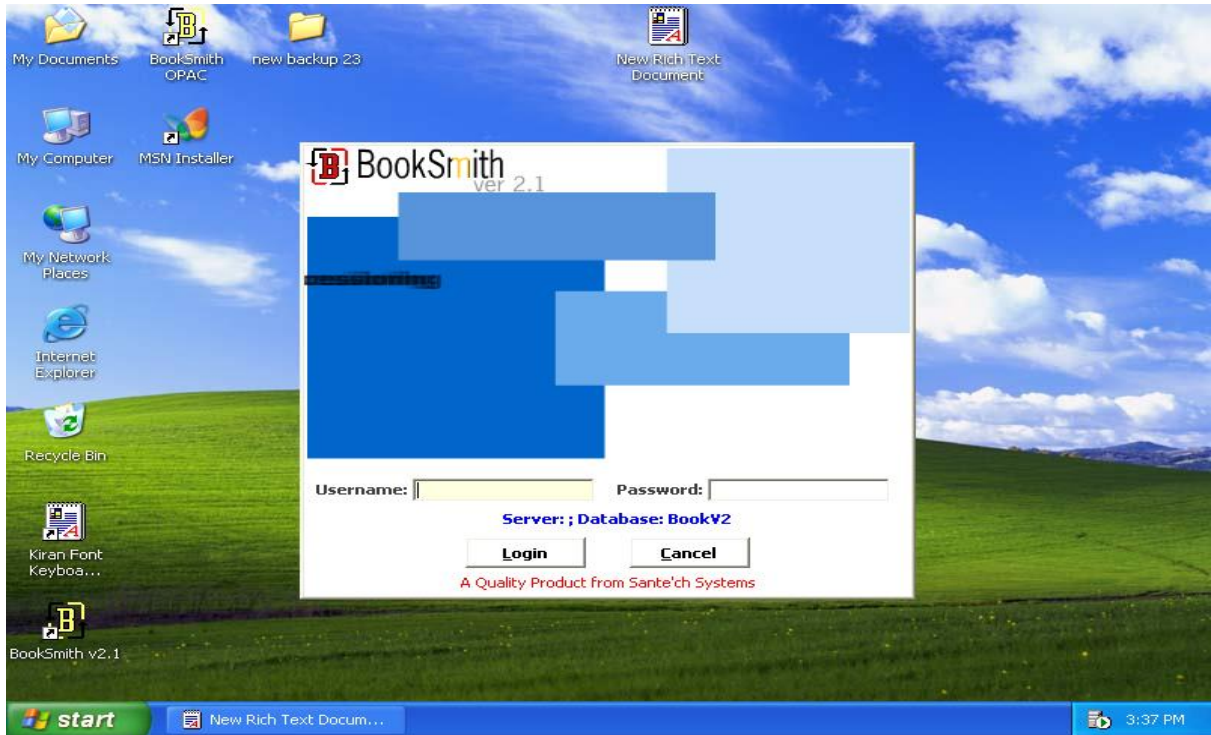 My Documents
BookSmith
OPAC
new backup 23
New Rich Text
Document
My Computer
MSN Installer
My Network
Places
Internet
Explorer
Recycle Bin
Kiran Font
Keyboa...
BookSmith v2.1
BookSmith
ver 2.1
Username:
Password:
Server: ; Database: BookV2
Login
Cancel
A Quality Product from Sante'ch Systems
start
New Rich Text Docum...
3:37 PM